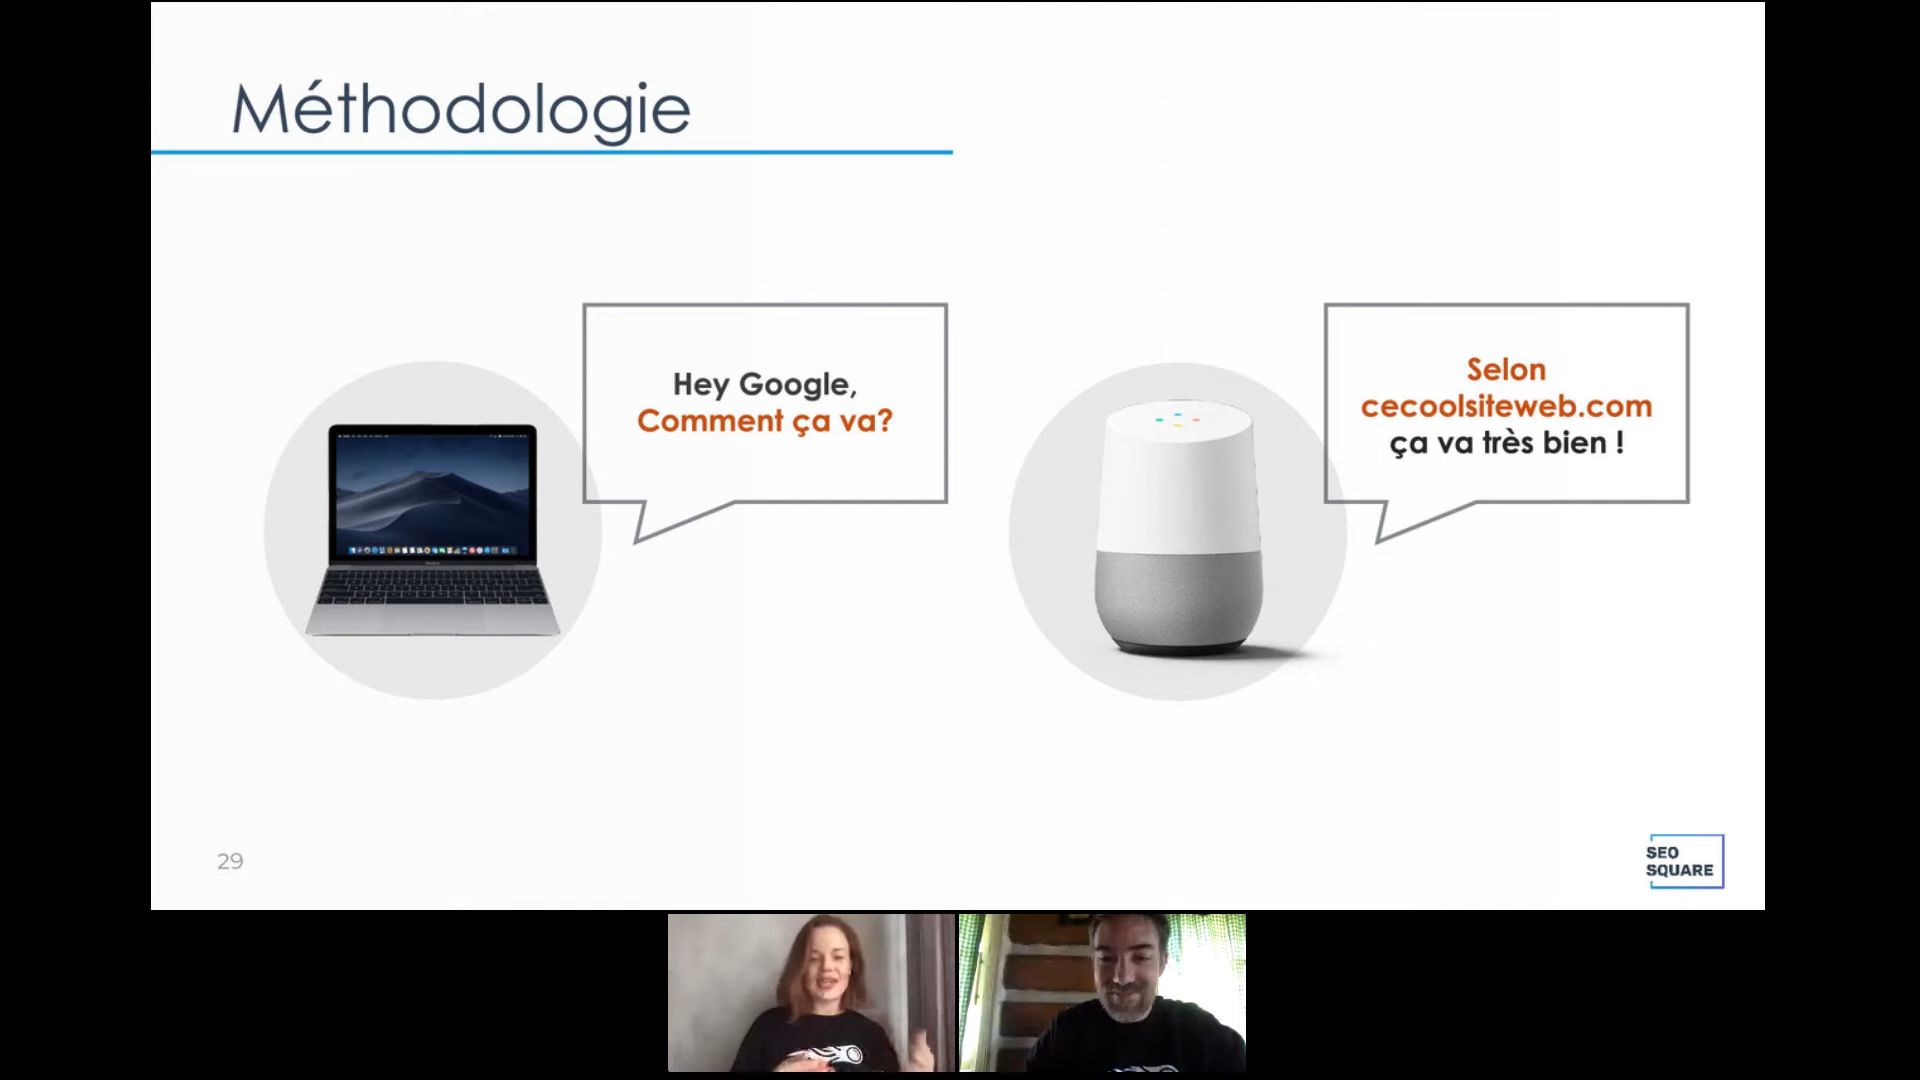 Méthodologie
Hey Google,
Comment ça va?
Selon
cecoolsiteweb.com
ça va très bien !
29
SEO
SQUARE